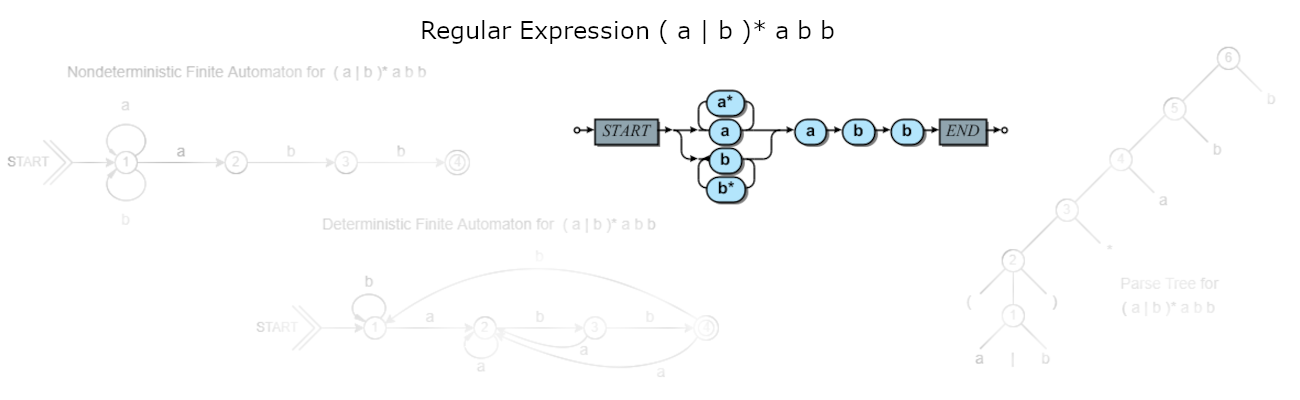 Regular Expression ( a | b )* a b b
Nondeterministic Finite Automaton for ( a | b )* a b b
a
START 1 a 2 b 3 b 4
b
a*
START a a b b END
b
b*
Deterministic Finite Automaton for ( a | b )* a b b
b
b
START 1 a 2 b 3 b 4
a
a
a
6
b
5
b
4
a
3
*
2
( )
1
a | b
Parse Tree for
( a | b )* a b b